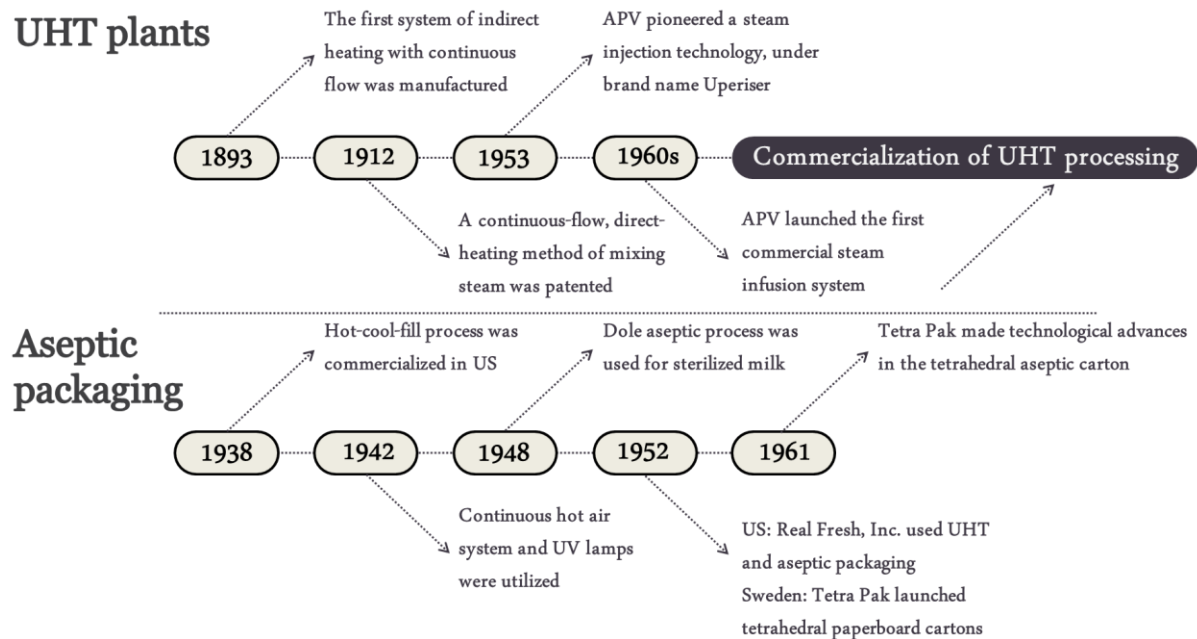 UHT plants
The first system of indirect
heating with continuous
flow was manufactured
APV pioneered a steam
injection technology, under
brand name Uperiser
1893
1912
1953
1960s
Commercialization of UHT processing
A continuous-flow, direct-
heating method of mixing
steam was patented
APV launched the first
commercial steam
infusion system
Aseptic
packaging
Hot-cool-fill process was
commercialized in US
Dole aseptic process was
used for sterilized milk
Tetra Pak made technological advances
in the tetrahedral aseptic carton
1938
1942
1948
1952
1961
Continuous hot air
system and UV lamps
were utilized
US: Real Fresh, Inc. used UHT
and aseptic packaging
Sweden: Tetra Pak launched
tetrahedral paperboard cartons